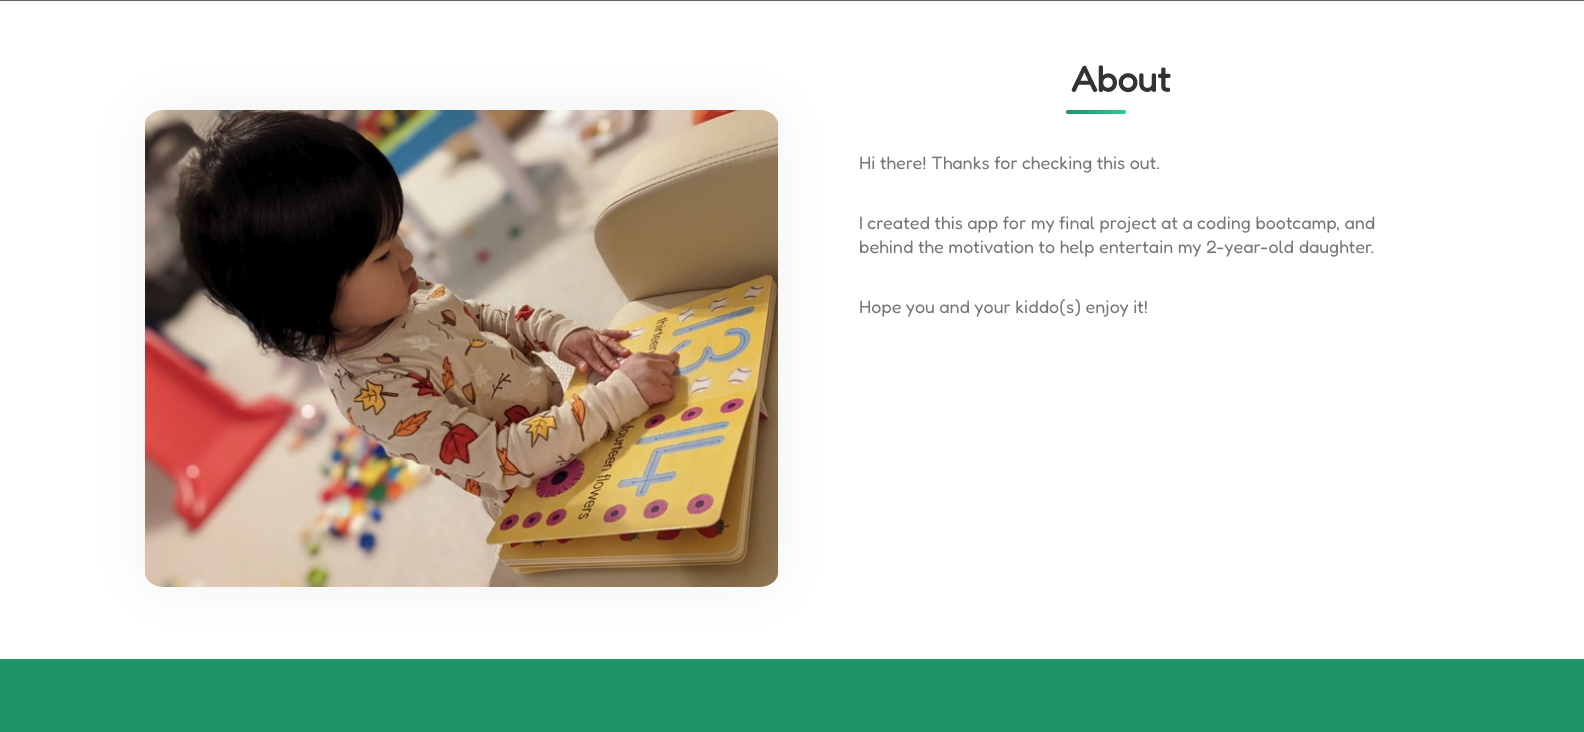 About
Hi there! Thanks for checking this out.
I created this app for my final project at a coding bootcamp, and
behind the motivation to help entertain my 2-year-old daughter.
Hope you and your kiddo(s) enjoy it!
thirteen
13
14
fourteen flowers